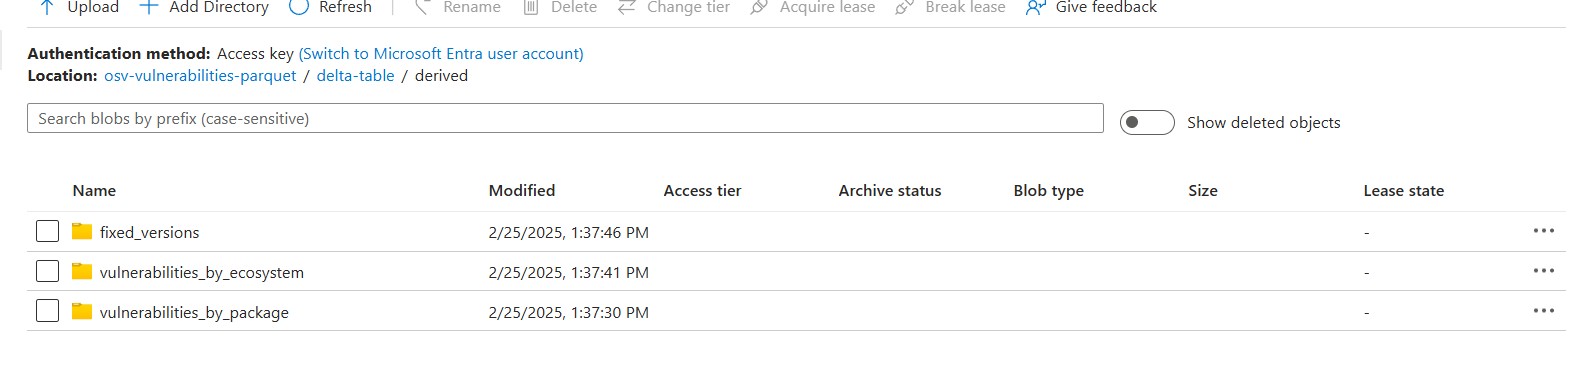 Upload Add Directory Refresh Rename Delete Change tier Acquire lease Break lease Give feedback
Authentication method: Access key (Switch to Microsoft Entra user account)
Location: osv-vulnerabilities-parquet / delta-table / derived
Search blobs by prefix (case-sensitive) Show deleted objects
Name Modified Access tier Archive status Blob type Size Lease state
fixed_versions 2/25/2025, 1:37:46 PM - ...
vulnerabilities_by_ecosystem 2/25/2025, 1:37:41 PM - ...
vulnerabilities_by_package 2/25/2025, 1:37:30 PM - ...